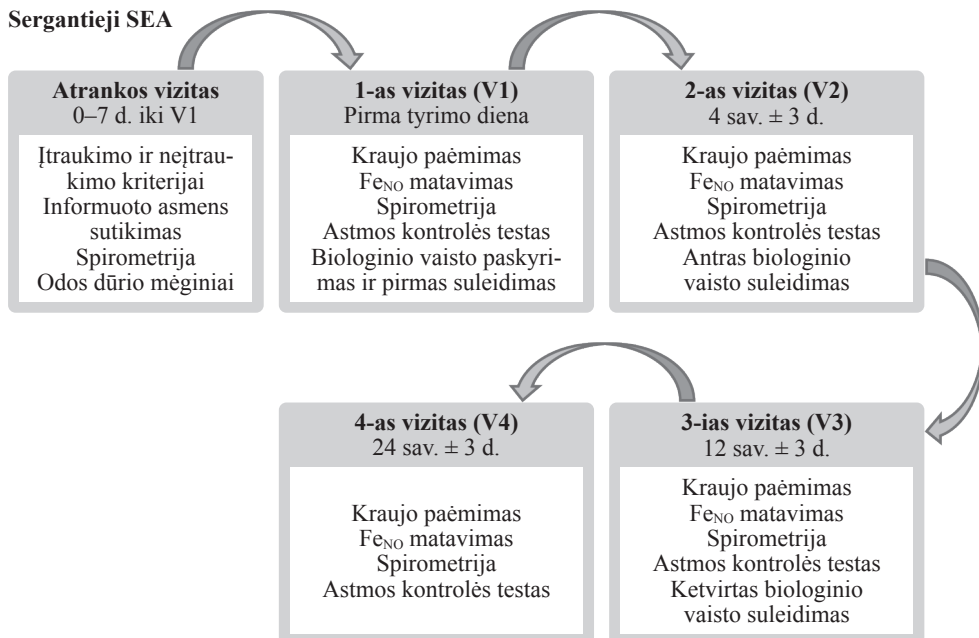 Sergantieji SEA
Atrankos vizitas
0–7 d. iki V1
Įtraukimo ir neįtrau-
kimo kriterijai
Informuoto asmens
sutikimas
Spirometrija
Odos dūrio mėginiai
1-as vizitas (V1)
Pirma tyrimo diena
Kraujo paėmimas
FeNO matavimas
Spirometrija
Astmos kontrolės testas
Biologinio vaisto paskyri-
mas ir pirmas suleidimas
2-as vizitas (V2)
4 sav. ± 3 d.
Kraujo paėmimas
FeNO matavimas
Spirometrija
Astmos kontrolės testas
Antras biologinio
vaisto suleidimas
3-ias vizitas (V3)
12 sav. ± 3 d.
Kraujo paėmimas
FeNO matavimas
Spirometrija
Astmos kontrolės testas
Ketvirtas biologinio
vaisto suleidimas
4-as vizitas (V4)
24 sav. ± 3 d.
Kraujo paėmimas
FeNO matavimas
Spirometrija
Astmos kontrolės testas